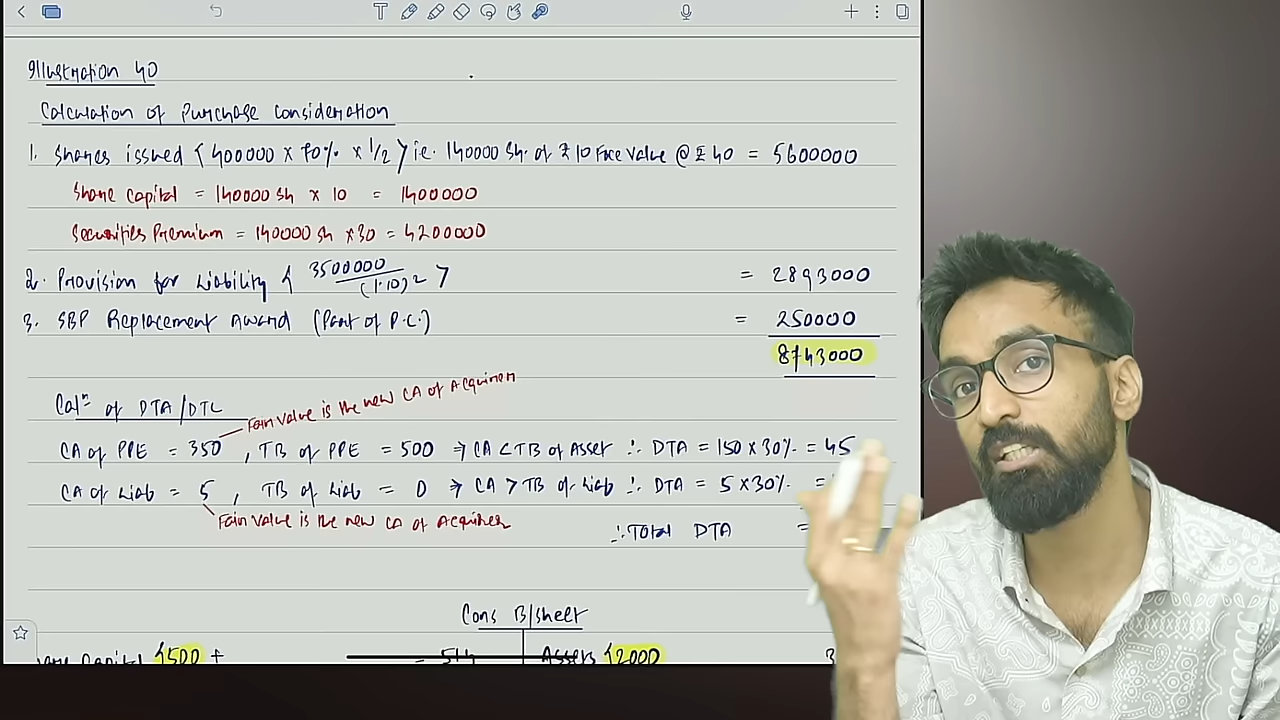 Illustration 40
Calculation of Purchase Consideration
1. Shares issued { 400000 x 70% x 1/2 } i.e. 140000 Sh. of ₹10 Face Value @ ₹ 40 = 5600000
Share Capital = 140000 Sh x 10 = 1400000
Securities Premium = 140000 Sh x 30 = 4200000
2. Provision for Liability { 3500000 / (1.10)² } = 2893000
3. SBP Replacement Award (Part of P.C.) = 250000
8743000
Calⁿ of DTA/DTL
Fair Value is the new CA of Acquirer
CA of PPE = 350 , TB of PPE = 500 ⇒ CA < TB of Asset ∴ DTA = 150 x 30% = 45
CA of Liab = 5 , TB of Liab = 0 ⇒ CA > TB of Liab ∴ DTA = 5 x 30% =
Fair Value is the new CA of Acquirer
∴ Total DTA =
Cons B/sheet
Capital {500 + Assets {2000